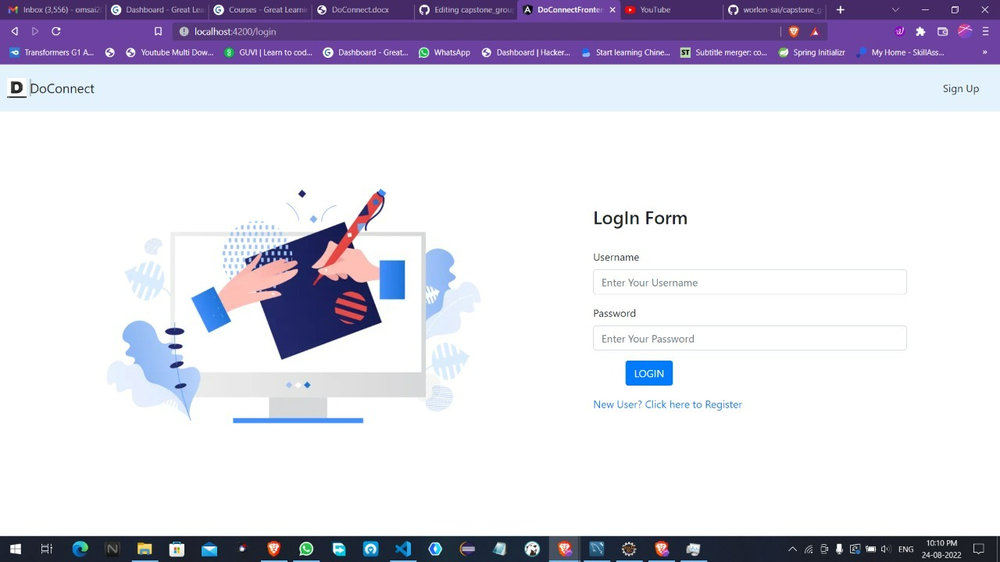 Inbox (3,556) - omsai2
Dashboard - Great Lea
Courses - Great Learni
DoConnect.docx
Editing capstone_group
DoConnectFronten
YouTube
worlon-sai/capstone_g
localhost:4200/login
Transformers G1 A...
Youtube Multi Dow...
GUVI | Learn to cod...
Dashboard - Great...
WhatsApp
Dashboard | Hacker...
Start learning Chine...
ST Subtitle merger: co...
Spring Initializr
My Home - SkillAss...
»
D DoConnect
Sign Up
LogIn Form
Username
Enter Your Username
Password
Enter Your Password
LOGIN
New User? Click here to Register
ENG
10:10 PM
24-08-2022